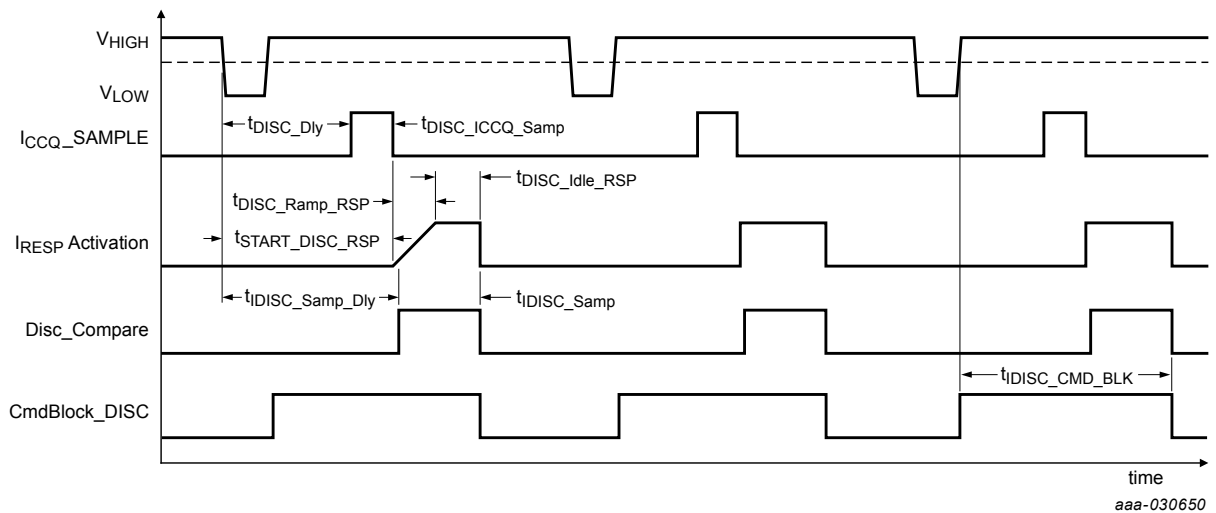 VHIGH
VLOW
ICCQ_SAMPLE
tDISC_Dly
tDISC_ICCQ_Samp
tDISC_Idle_RSP
tDISC_Ramp_RSP
IRESP Activation
tSTART_DISC_RSP
tIDISC_Samp_Dly
tIDISC_Samp
Disc_Compare
tIDISC_CMD_BLK
CmdBlock_DISC
time
aaa-030650